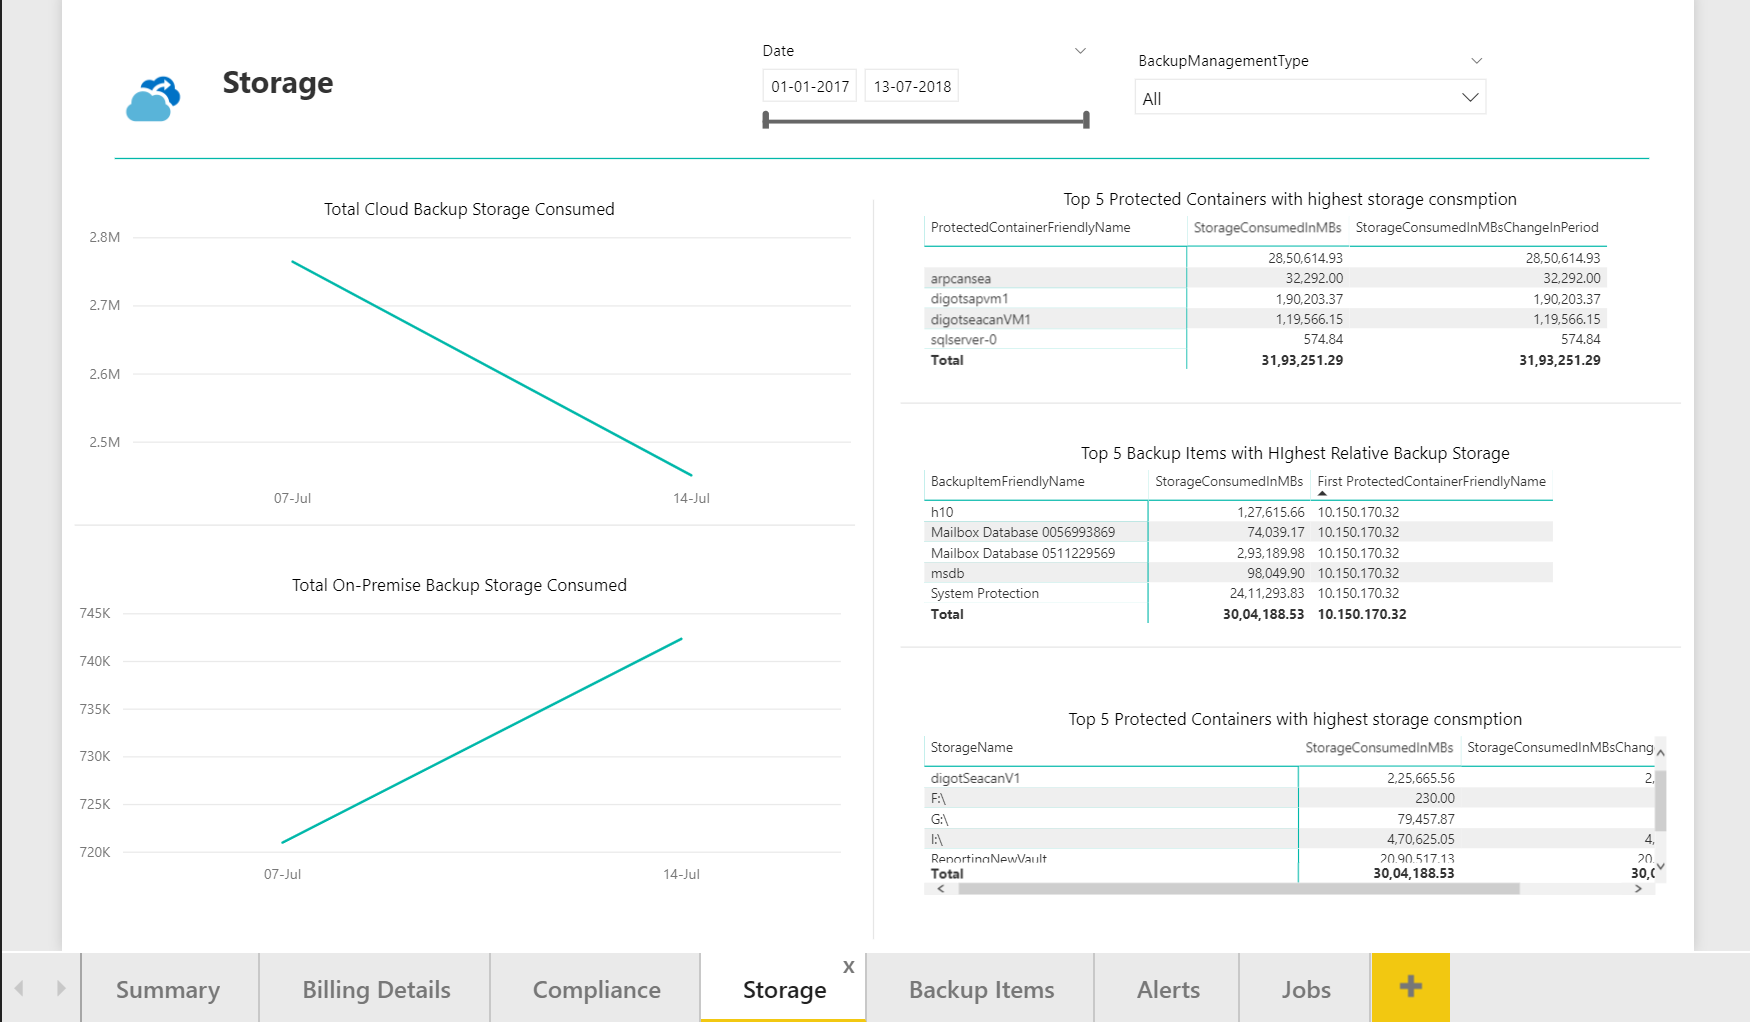 Storage
Date
01-01-2017 13-07-2018
BackupManagementType
All
Total Cloud Backup Storage Consumed
2.8M
2.7M
2.6M
2.5M
07-Jul 14-Jul
Total On-Premise Backup Storage Consumed
745K
740K
735K
730K
725K
720K
07-Jul 14-Jul
Top 5 Protected Containers with highest storage consmption
ProtectedContainerFriendlyName StorageConsumedInMBs StorageConsumedInMBsChangeInPeriod
28,50,614.93 28,50,614.93
arpcansea 32,292.00 32,292.00
digotsapvm1 1,90,203.37 1,90,203.37
digotseacanVM1 1,19,566.15 1,19,566.15
sqlserver-0 574.84 574.84
Total 31,93,251.29 31,93,251.29
Top 5 Backup Items with HIghest Relative Backup Storage
BackupItemFriendlyName StorageConsumedInMBs First ProtectedContainerFriendlyName
h10 1,27,615.66 10.150.170.32
Mailbox Database 0056993869 74,039.17 10.150.170.32
Mailbox Database 0511229569 2,93,189.98 10.150.170.32
msdb 98,049.90 10.150.170.32
System Protection 24,11,293.83 10.150.170.32
Total 30,04,188.53 10.150.170.32
Top 5 Protected Containers with highest storage consmption
StorageName StorageConsumedInMBs StorageConsumedInMBsChang
digotSeacanV1 2,25,665.56 2,
F:\ 230.00
G:\ 79,457.87
I:\ 4,70,625.05 4,
ReportingNewVault 20,90,517.13 20,
Total 30,04,188.53 30,0
Summary Billing Details Compliance Storage X Backup Items Alerts Jobs +